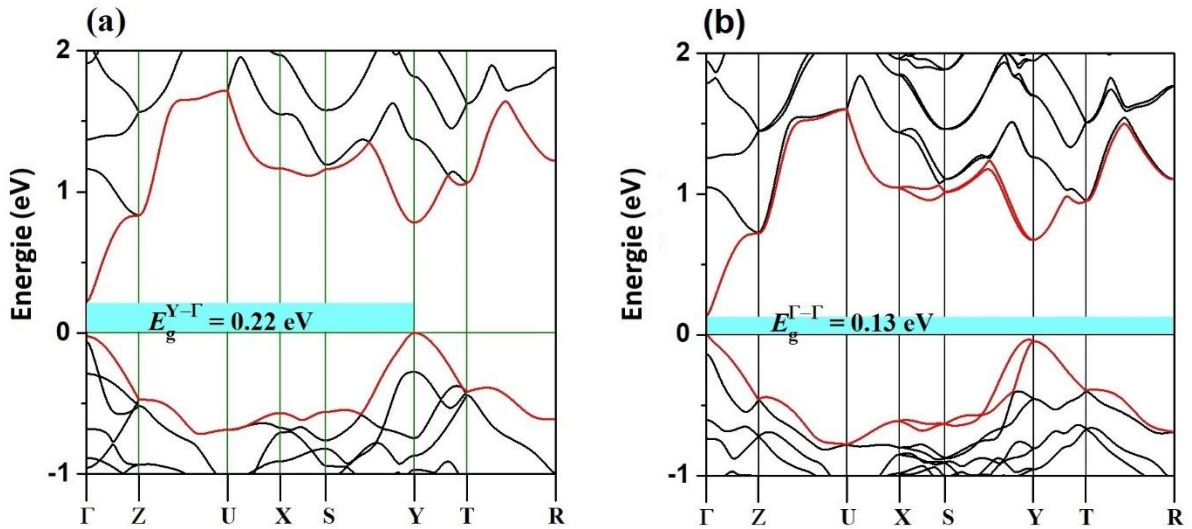 (a)
Energie (eV)
2
1
0
-1
E_g^{Y−Γ} = 0.22 eV
Γ Z U X S Y T R
(b)
Energie (eV)
2
1
0
-1
E_g^{Γ−Γ} = 0.13 eV
Γ Z U X S Y T R